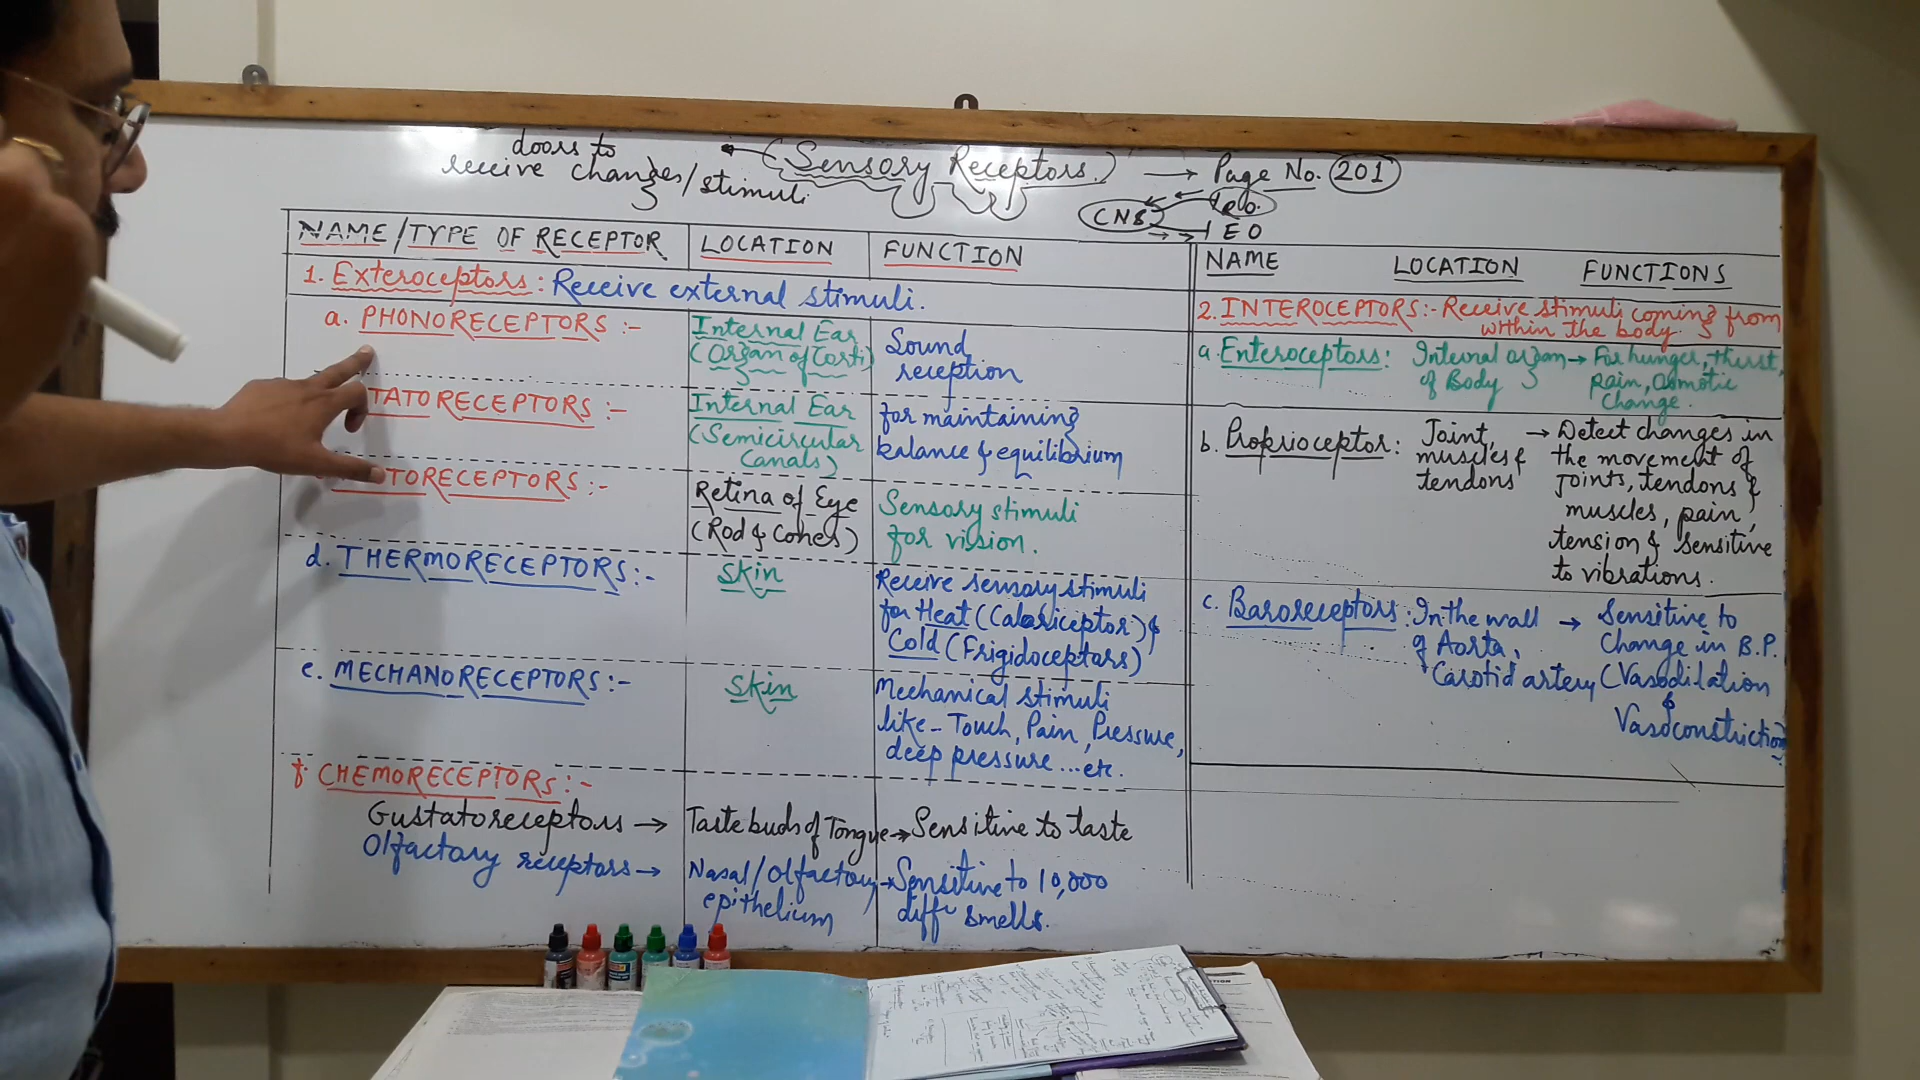 doors to
receive changes/stimuli
(Sensory Receptors.)
Page No. 201
CNS
EO
NAME/TYPE OF RECEPTOR LOCATION FUNCTION
1. Exteroceptors: Receive external stimuli.
a. PHONORECEPTORS :-
Internal Ear
(Organ of Corti)
Sound
reception
TATORECEPTORS :-
Internal Ear
(Semicircular
Canals)
for maintaining
balance & equilibrium
TORECEPTORS :-
Retina of Eye
(Rod & Cones)
Sensory stimuli
for vission.
d. THERMORECEPTORS:-
Skin
Receive sensory stimuli
for Heat (Caloriceptor) &
Cold (Frigidoceptors)
e. MECHANORECEPTORS:-
Skin
Mechanical stimuli
like - Touch, Pain, Pressure,
deep pressure ...etc.
f. CHEMORECEPTORS:-
Gustatoreceptors → Taste buds of Tongue → Sensitive to taste
Olfactory receptors → Nasal/olfactory → Sensitive to 10,000
epithelium diffr smells.
NAME LOCATION FUNCTIONS
2. INTEROCEPTORS:- Receive stimuli coming from
within the body.
a. Enteroceptors: Internal organ → For hunger, thirst,
of Body pain, osmotic
change.
b. Proprioceptor: Joint, → Detect changes in
muscles & the movement of
tendons joints, tendons &
muscles, pain,
tension & sensitive
to vibrations.
c. Baroreceptors: In the wall → Sensitive to
of Aorta, Change in B.P.
Carotid artery (Vasodilation
&
Vasoconstriction